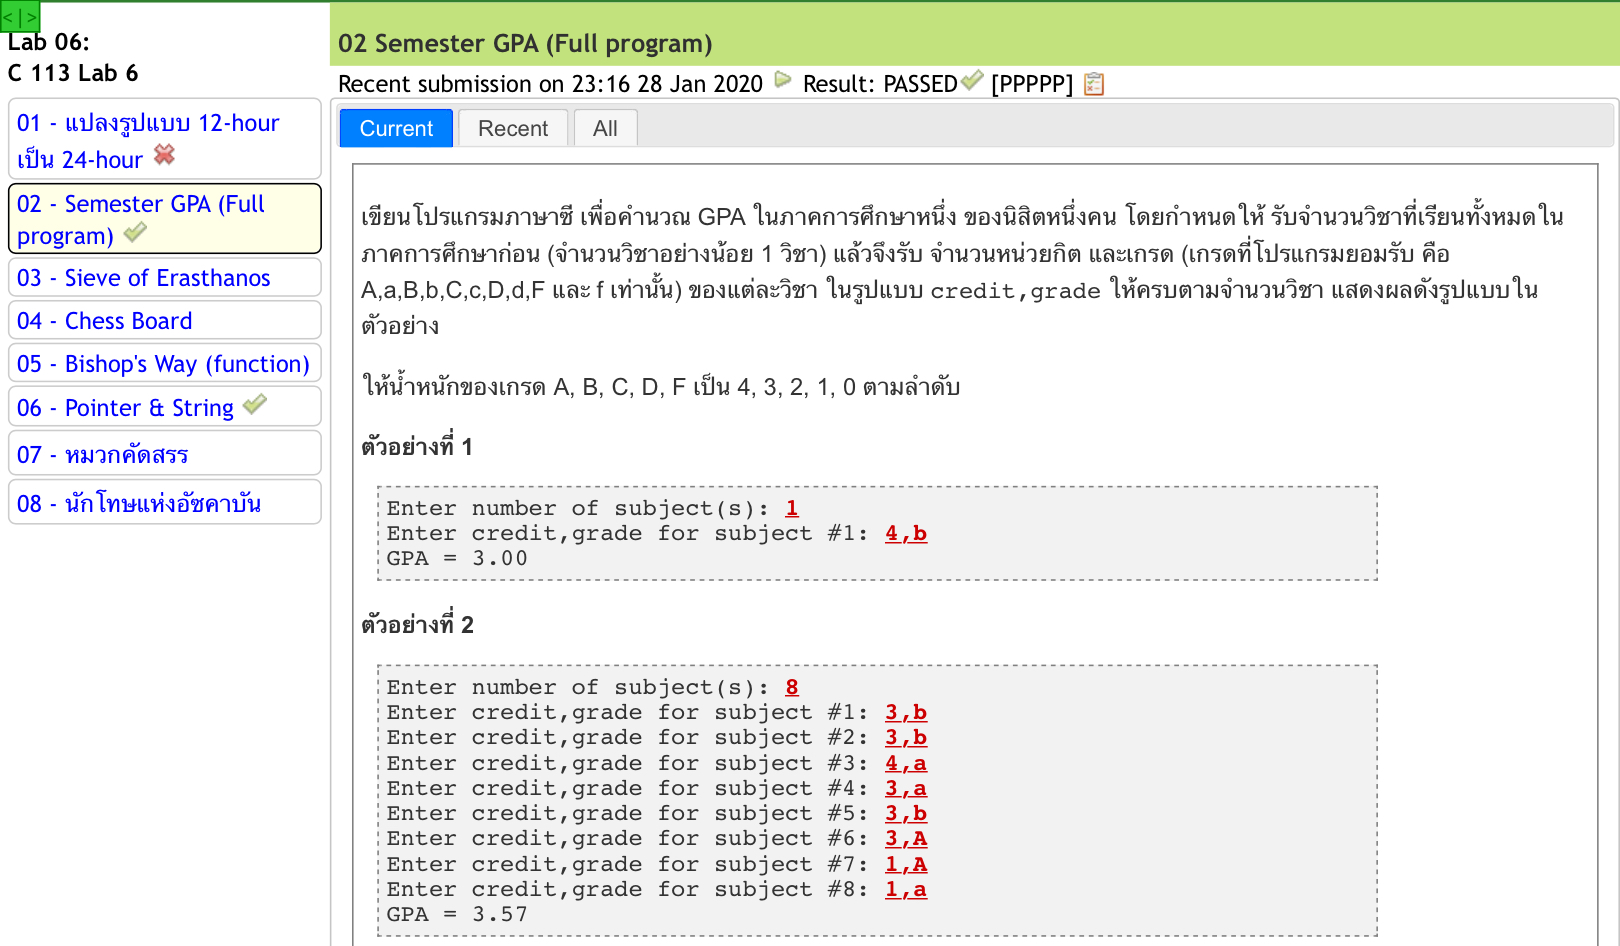 <|>
Lab 06:
C 113 Lab 6
01 - แปลงรูปแบบ 12-hour
เป็น 24-hour
02 - Semester GPA (Full
program)
03 - Sieve of Erasthanos
04 - Chess Board
05 - Bishop's Way (function)
06 - Pointer & String
07 - หมวกคัดสรร
08 - นักโทษแห่งอัซคาบัน
02 Semester GPA (Full program)
Recent submission on 23:16 28 Jan 2020 Result: PASSED [PPPPP]
Current Recent All
เขียนโปรแกรมภาษาซี เพื่อคำนวณ GPA ในภาคการศึกษาหนึ่ง ของนิสิตหนึ่งคน โดยกำหนดให้ รับจำนวนวิชาที่เรียนทั้งหมดใน
ภาคการศึกษาก่อน (จำนวนวิชาอย่างน้อย 1 วิชา) แล้วจึงรับ จำนวนหน่วยกิต และเกรด (เกรดที่โปรแกรมยอมรับ คือ
A,a,B,b,C,c,D,d,F และ f เท่านั้น) ของแต่ละวิชา ในรูปแบบ credit,grade ให้ครบตามจำนวนวิชา แสดงผลดังรูปแบบใน
ตัวอย่าง
ให้น้ำหนักของเกรด A, B, C, D, F เป็น 4, 3, 2, 1, 0 ตามลำดับ
ตัวอย่างที่ 1
Enter number of subject(s): 1
Enter credit,grade for subject #1: 4,b
GPA = 3.00
ตัวอย่างที่ 2
Enter number of subject(s): 8
Enter credit,grade for subject #1: 3,b
Enter credit,grade for subject #2: 3,b
Enter credit,grade for subject #3: 4,a
Enter credit,grade for subject #4: 3,a
Enter credit,grade for subject #5: 3,b
Enter credit,grade for subject #6: 3,A
Enter credit,grade for subject #7: 1,A
Enter credit,grade for subject #8: 1,a
GPA = 3.57